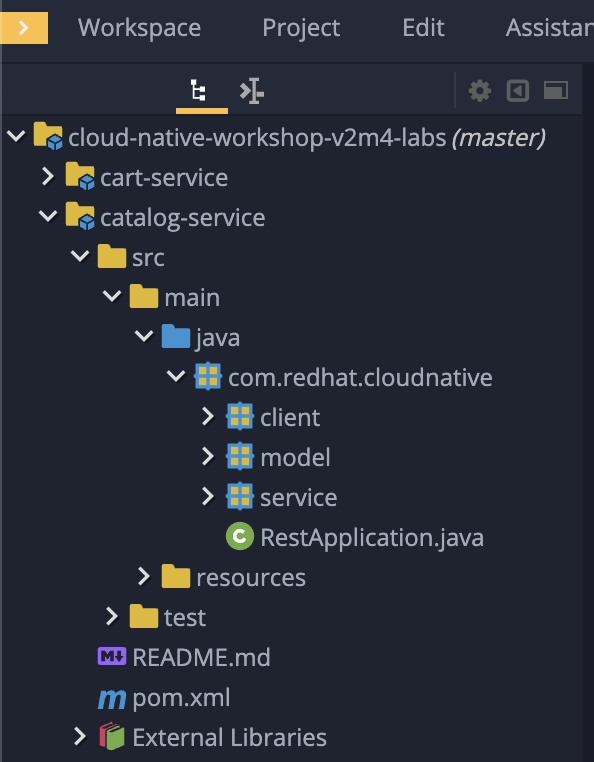 Workspace Project Edit Assistan
cloud-native-workshop-v2m4-labs (master)
cart-service
catalog-service
src
main
java
com.redhat.cloudnative
client
model
service
C RestApplication.java
resources
test
M README.md
m pom.xml
External Libraries